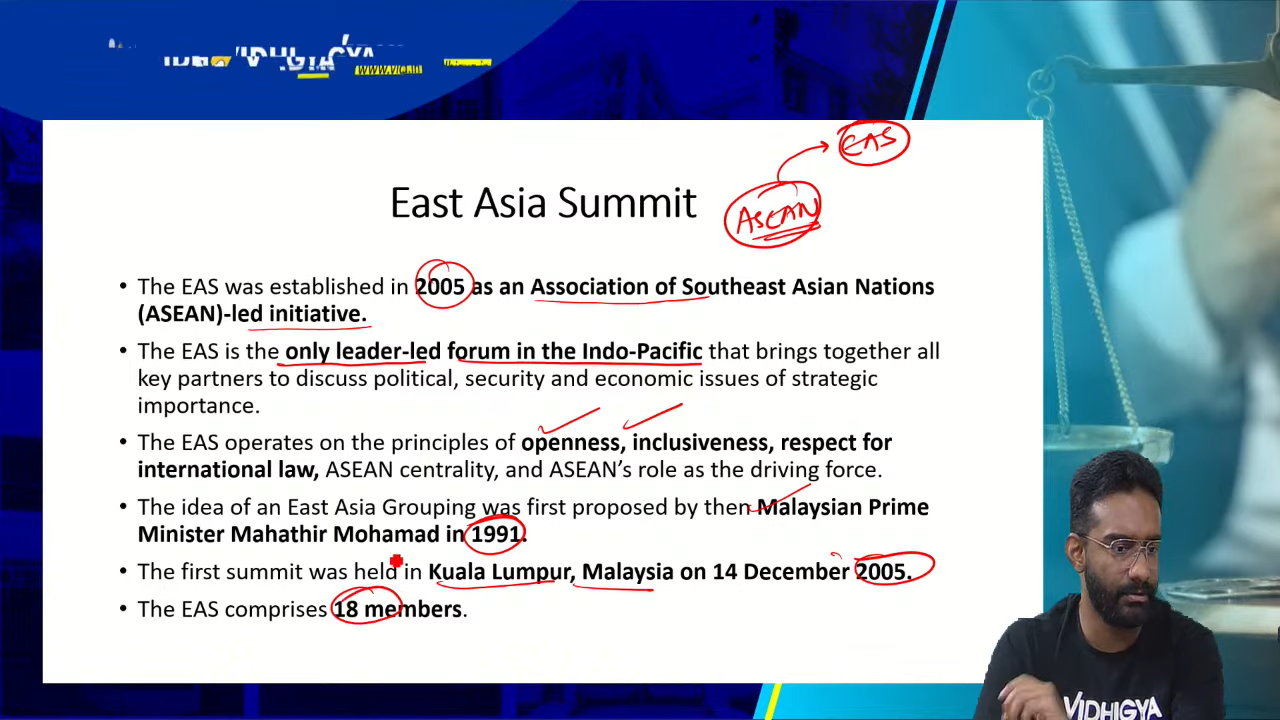 VIDHIGYA
EAS
ASEAN
East Asia Summit
• The EAS was established in 2005 as an Association of Southeast Asian Nations
(ASEAN)-led initiative.
• The EAS is the only leader-led forum in the Indo-Pacific that brings together all
key partners to discuss political, security and economic issues of strategic
importance.
• The EAS operates on the principles of openness, inclusiveness, respect for
international law, ASEAN centrality, and ASEAN's role as the driving force.
• The idea of an East Asia Grouping was first proposed by then Malaysian Prime
Minister Mahathir Mohamad in 1991.
• The first summit was held in Kuala Lumpur, Malaysia on 14 December 2005.
• The EAS comprises 18 members.
VIDHIGYA